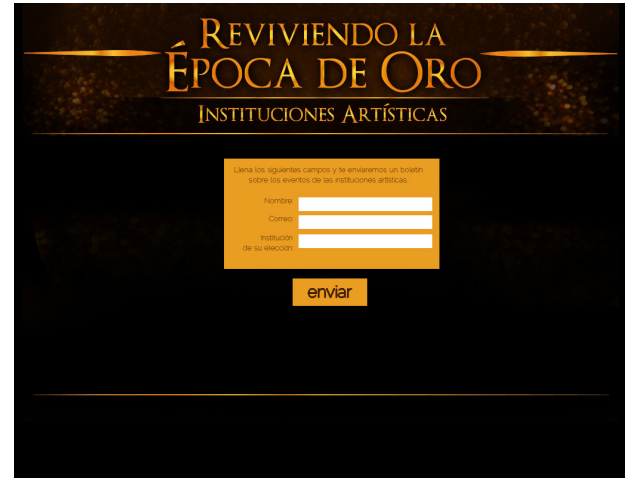 REVIVIENDO LA
ÉPOCA DE ORO
INSTITUCIONES ARTÍSTICAS
Llena los siguientes campos y te enviaremos un boletín
sobre los eventos de las instituciones artísticas.
Nombre:
Correo:
Institución
de su elección:
enviar